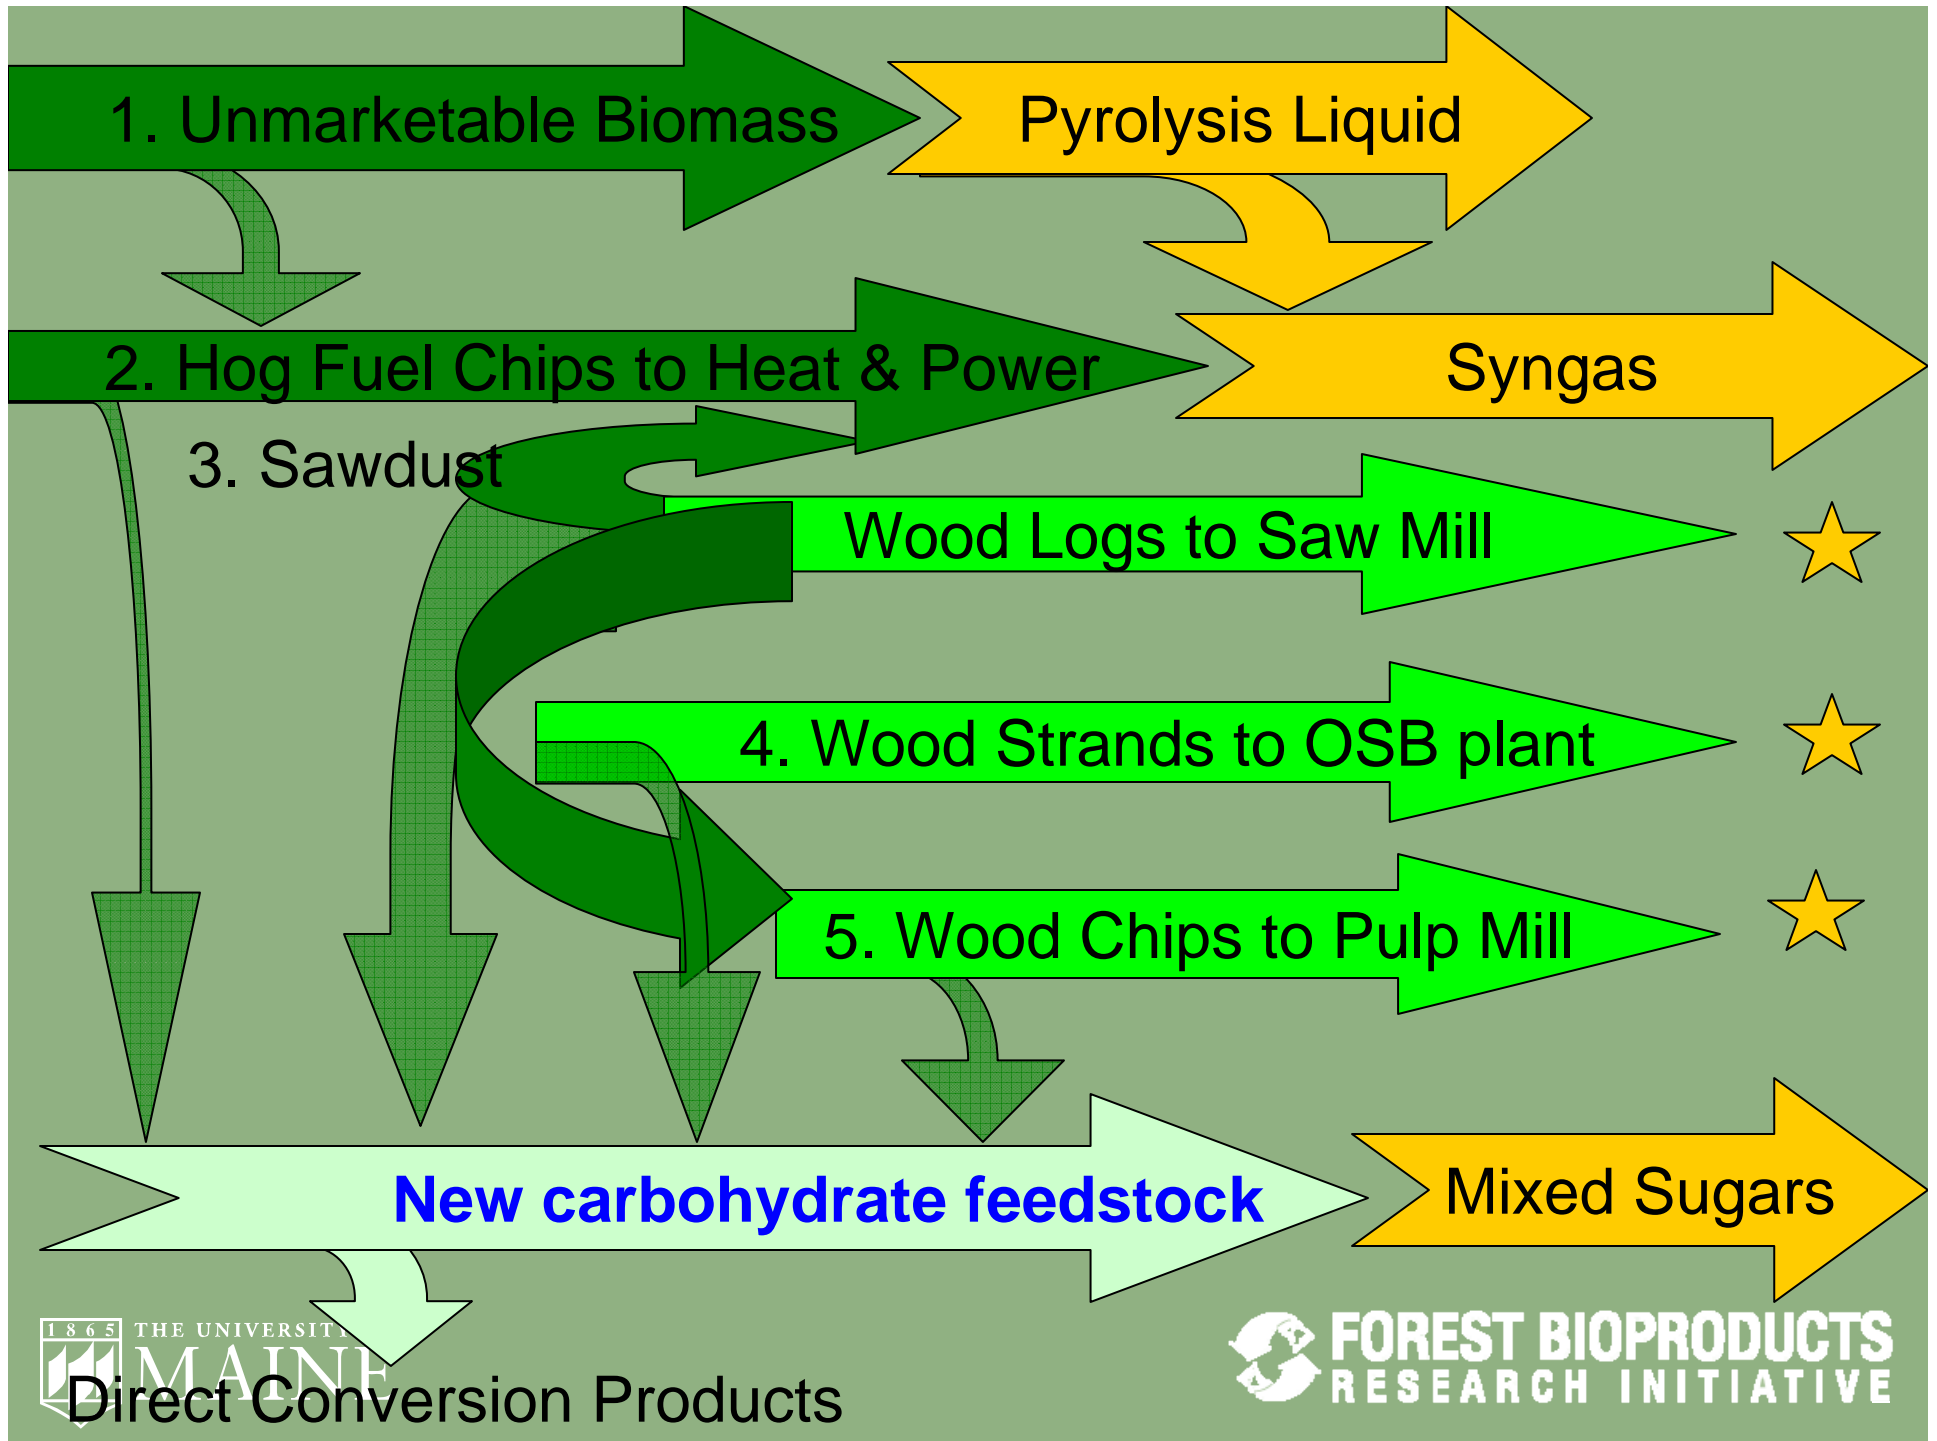 1. Unmarketable Biomass
Pyrolysis Liquid
2. Hog Fuel Chips to Heat & Power
Syngas
3. Sawdust
Wood Logs to Saw Mill
4. Wood Strands to OSB plant
5. Wood Chips to Pulp Mill
New carbohydrate feedstock
Mixed Sugars
1865
THE UNIVERSIT
MAINE
Direct Conversion Products
FOREST BIOPRODUCTS
RESEARCH INITIATIVE